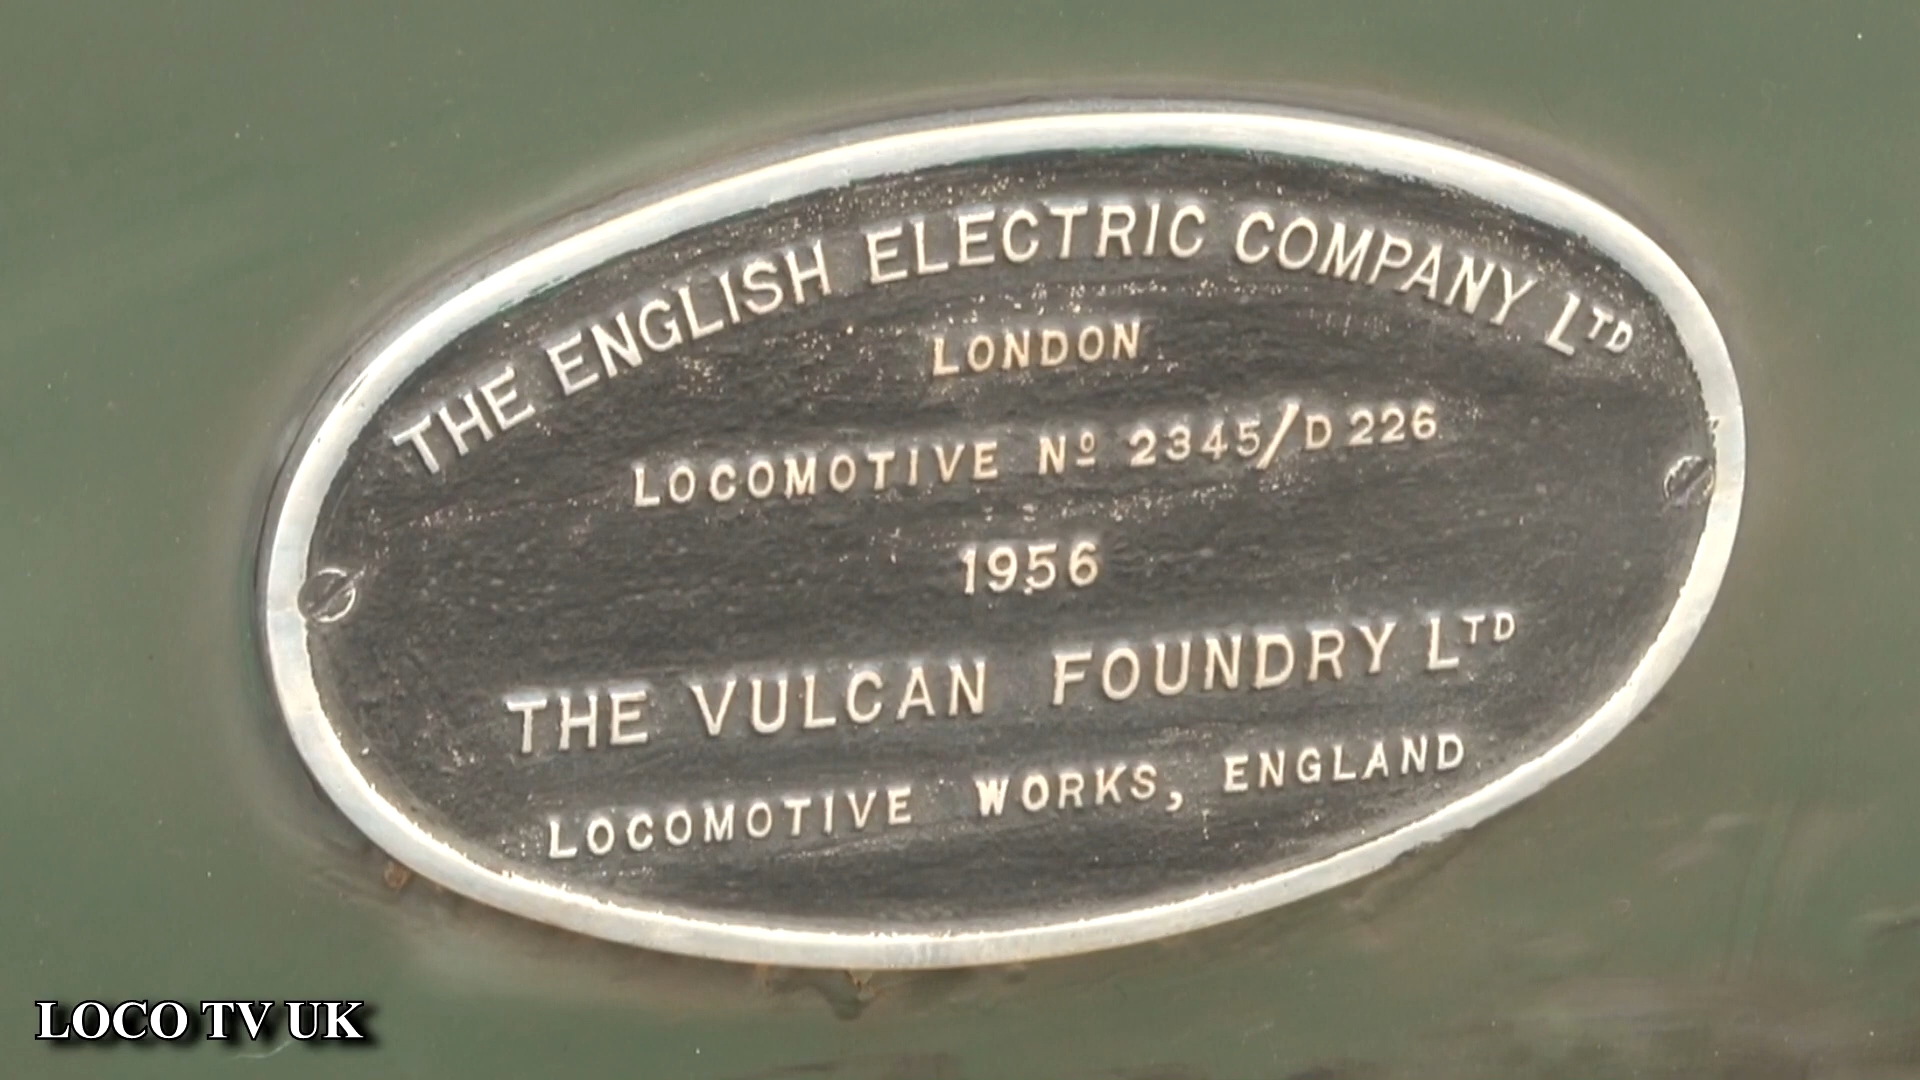 THE ENGLISH ELECTRIC COMPANY LTD
LONDON
LOCOMOTIVE Nº 2345/D226
1956
THE VULCAN FOUNDRY LTD
LOCOMOTIVE WORKS, ENGLAND
LOCO TV UK